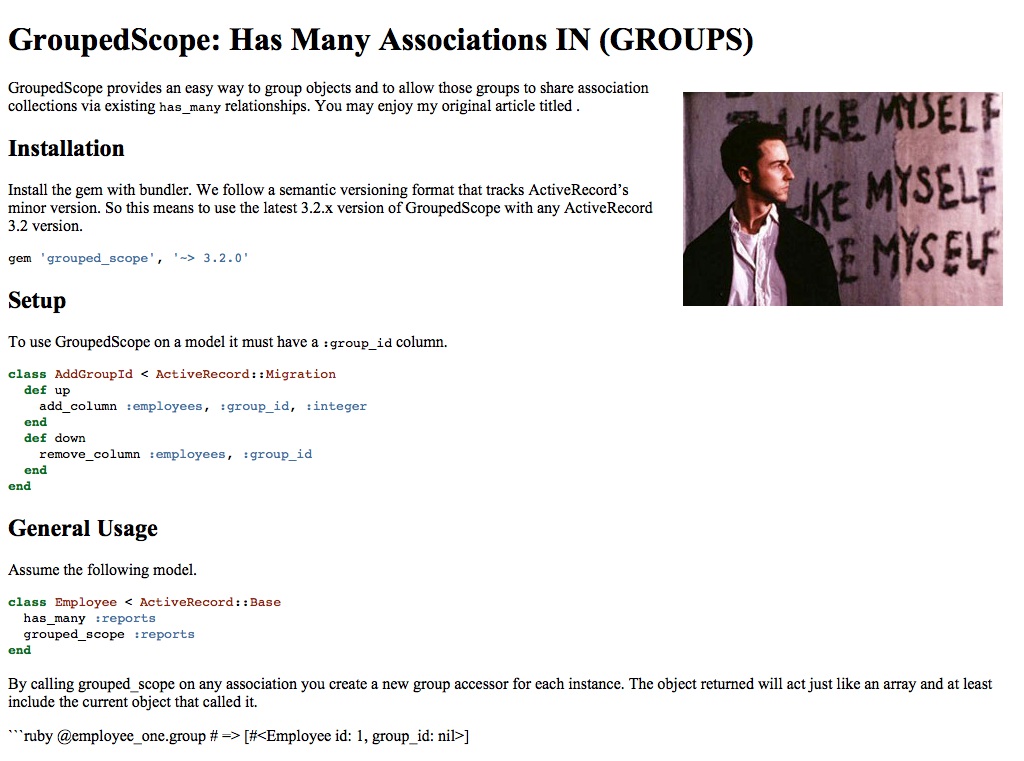 GroupedScope: Has Many Associations IN (GROUPS)
GroupedScope provides an easy way to group objects and to allow those groups to share association
collections via existing has_many relationships. You may enjoy my original article titled .
LIKE MYSELF
LIKE MYSELF
E MYSELF
Installation
Install the gem with bundler. We follow a semantic versioning format that tracks ActiveRecord’s
minor version. So this means to use the latest 3.2.x version of GroupedScope with any ActiveRecord
3.2 version.
gem 'grouped_scope', '~> 3.2.0'
Setup
To use GroupedScope on a model it must have a :group_id column.
class AddGroupId < ActiveRecord::Migration
  def up
    add_column :employees, :group_id, :integer
  end
  def down
    remove_column :employees, :group_id
  end
end
General Usage
Assume the following model.
class Employee < ActiveRecord::Base
  has_many :reports
  grouped_scope :reports
end
By calling grouped_scope on any association you create a new group accessor for each instance. The object returned will act just like an array and at least
include the current object that called it.
```ruby @employee_one.group # => [#<Employee id: 1, group_id: nil>]